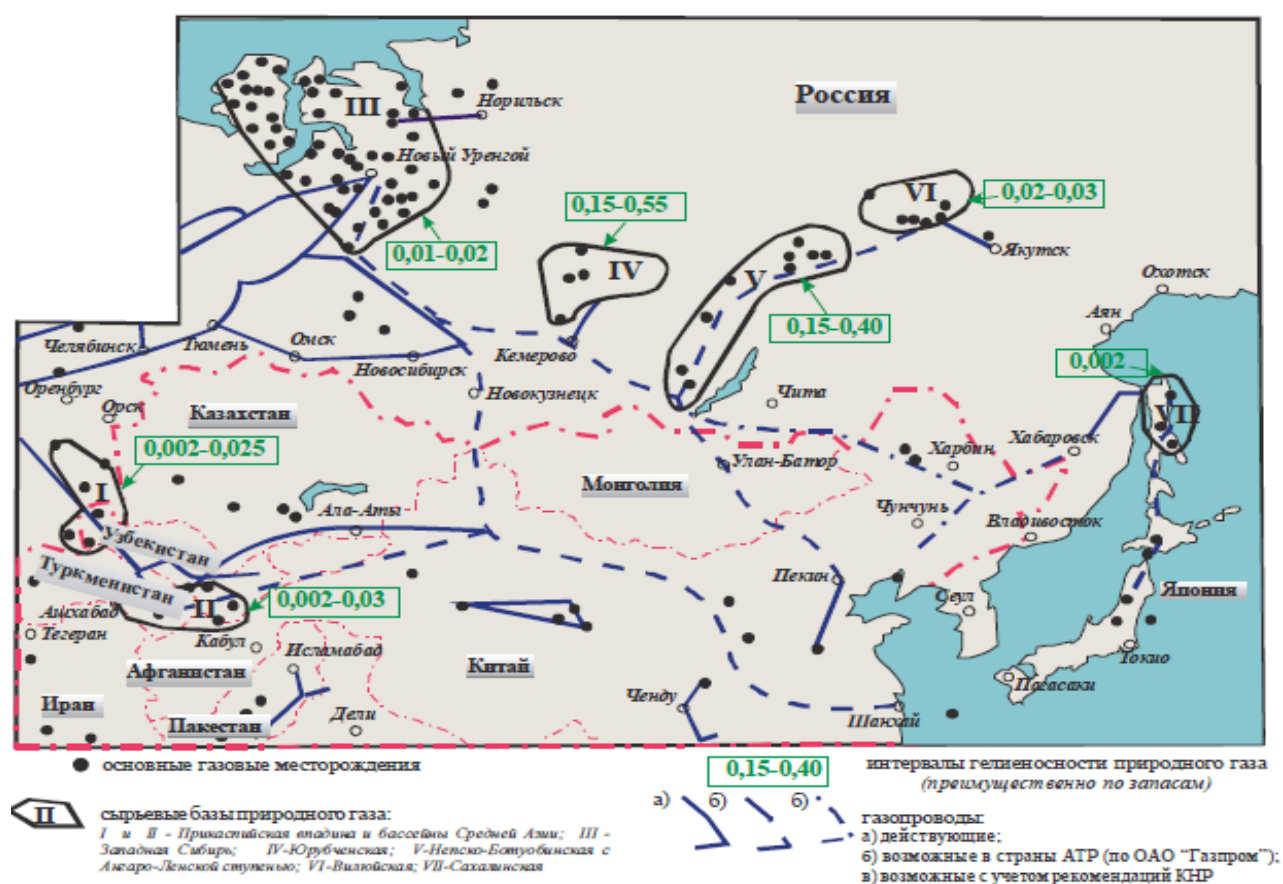 Россия
III
Норильск
Новый Уренгой
VI
0,02-0,03
0,15-0,55
0,01-0,02
IV
Якутск
V
Охотск
Аян
0,15-0,40
Тюмень
Омск
Челябинск
Новосибирск
Кемерово
0,002
Оренбург
Новокузнецк
Чита
Орск
Казахстан
VII
0,002-0,025
Улан-Батор
Харбин
Хабаровск
I
Монголия
Ала-Аты
Чунчунь
Владивосток
Узбекистан
Туркменистан
Пекин
II
0,002-0,03
Сеул
Япония
Ашхабад
Тегеран
Кабул
Исламабад
Китай
Токио
Афганистан
Нагасаки
Иран
Ченду
Пакестан
Дели
Шанхай
основные газовые месторождения
0,15-0,40
интервалы гелиеносности природного газа
(преимущественно по запасам)
а) б) б)
II
сырьевые базы природного газа:
газопроводы:
I и II - Прикаспийская впадина и бассейны Средней Азии; III -
Западная Сибирь; IV-Юрубченская; V-Непско-Ботуобинская с
Ангаро-Ленской ступенью; VI-Вилюйская; VII-Сахалинская
а) действующие;
б) возможные в страны АТР (по ОАО "Газпром");
в) возможные с учетом рекомендаций КНР